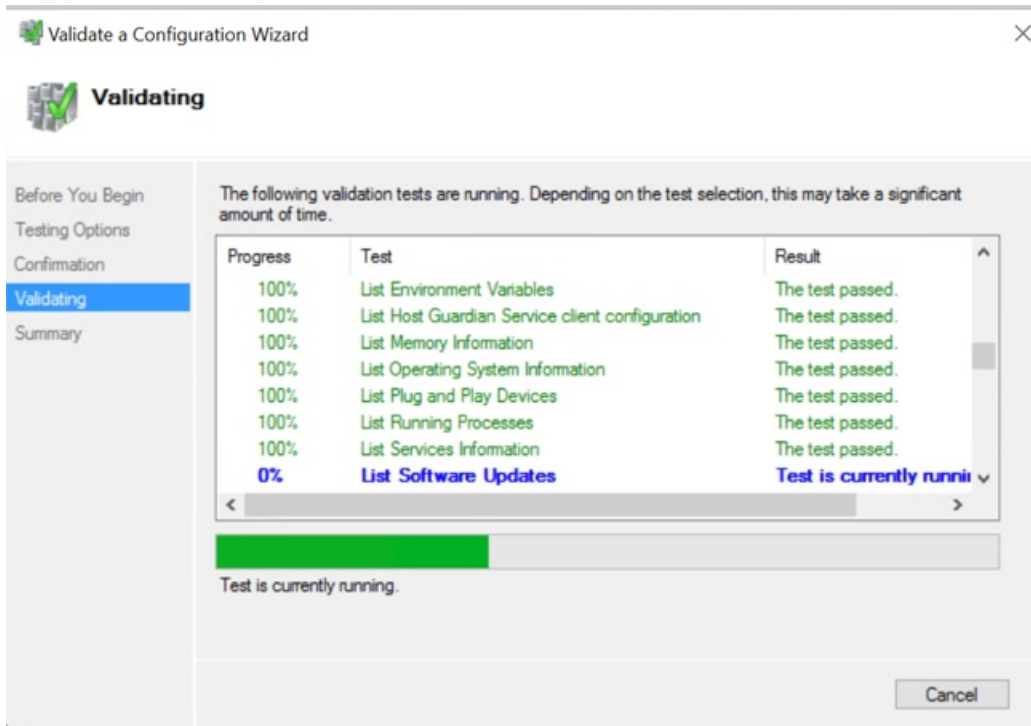 Validate a Configuration Wizard
Validating
Before You Begin
Testing Options
Confirmation
Validating
Summary
The following validation tests are running. Depending on the test selection, this may take a significant
amount of time.
Progress Test Result
100% List Environment Variables The test passed.
100% List Host Guardian Service client configuration The test passed.
100% List Memory Information The test passed.
100% List Operating System Information The test passed.
100% List Plug and Play Devices The test passed.
100% List Running Processes The test passed.
100% List Services Information The test passed.
0% List Software Updates Test is currently
Test is currently running.
Cancel